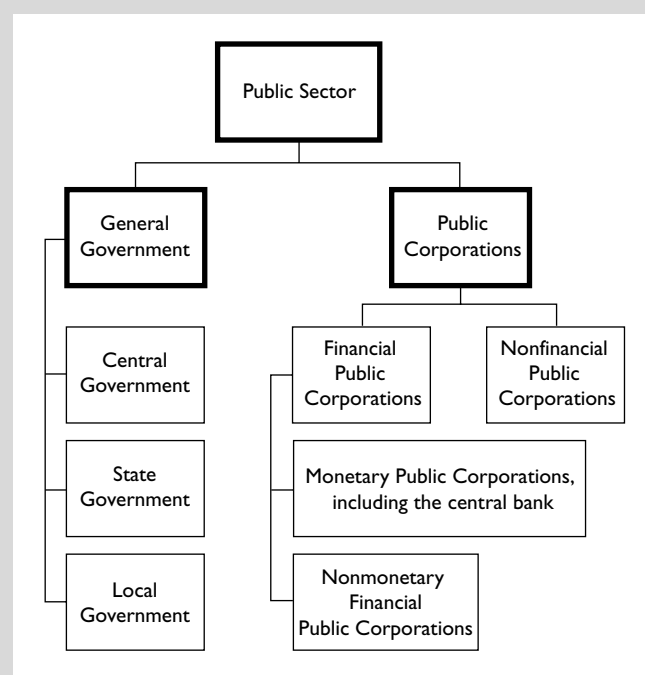 Public Sector
General
Government
Public
Corporations
Central
Government
Financial
Public
Corporations
Nonfinancial
Public
Corporations
State
Government
Monetary Public Corporations,
including the central bank
Local
Government
Nonmonetary
Financial
Public Corporations